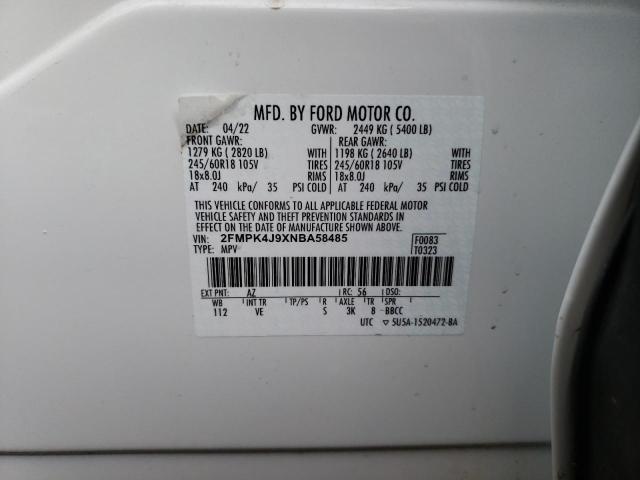 MFD. BY FORD MOTOR CO.
DATE: 04/22 GVWR: 2449 KG ( 5400 LB)
FRONT GAWR: REAR GAWR:
1279 KG ( 2820 LB) WITH 1198 KG ( 2640 LB) WITH
245/60R18 105V TIRES 245/60R18 105V TIRES
18x8.0J RIMS 18x8.0J RIMS
AT 240 kPa/ 35 PSI COLD AT 240 kPa/ 35 PSI COLD
THIS VEHICLE CONFORMS TO ALL APPLICABLE FEDERAL MOTOR
VEHICLE SAFETY AND THEFT PREVENTION STANDARDS IN
EFFECT ON THE DATE OF MANUFACTURE SHOWN ABOVE.
VIN: 2FMPK4J9XNBA58485 F0083
TYPE: MPV T0323
EXT PNT: AZ RC: 56 DSO:
WB INT TR TP/PS R AXLE TR SPR
112 VE S 3K 8 -BBCC
UTC ▽ 5U5A-1520472-BA